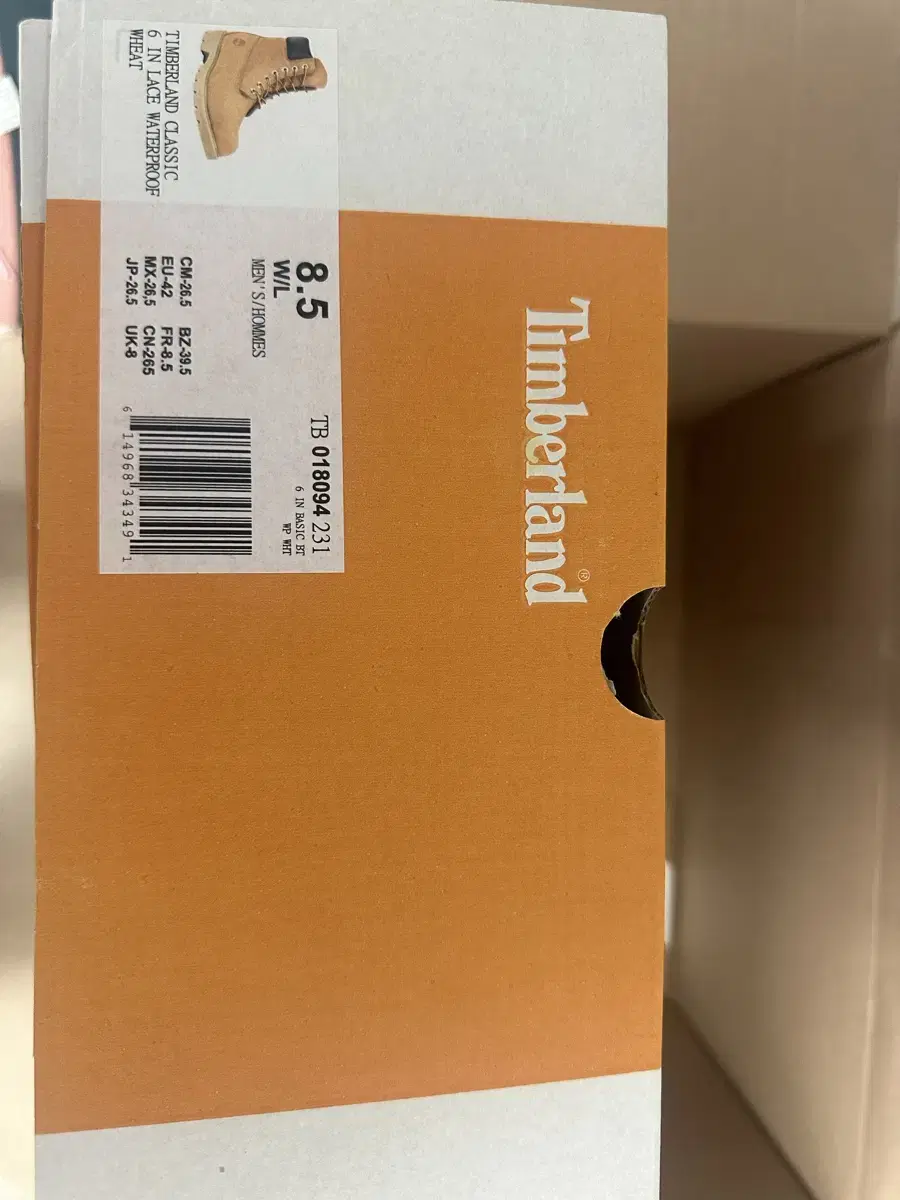 Timberland®
TIMBERLAND CLASSIC
6 IN LACE WATERPROOF
WHEAT
8.5
W/L
MEN'S/HOMMES
CM-26.5 BZ-39.5
EU-42 FR-8.5
MX-26,5 CN-265
JP-26.5 UK-8
TB 018094 231
6 IN BASIC BT
WP WHT
6 14968 34349 1